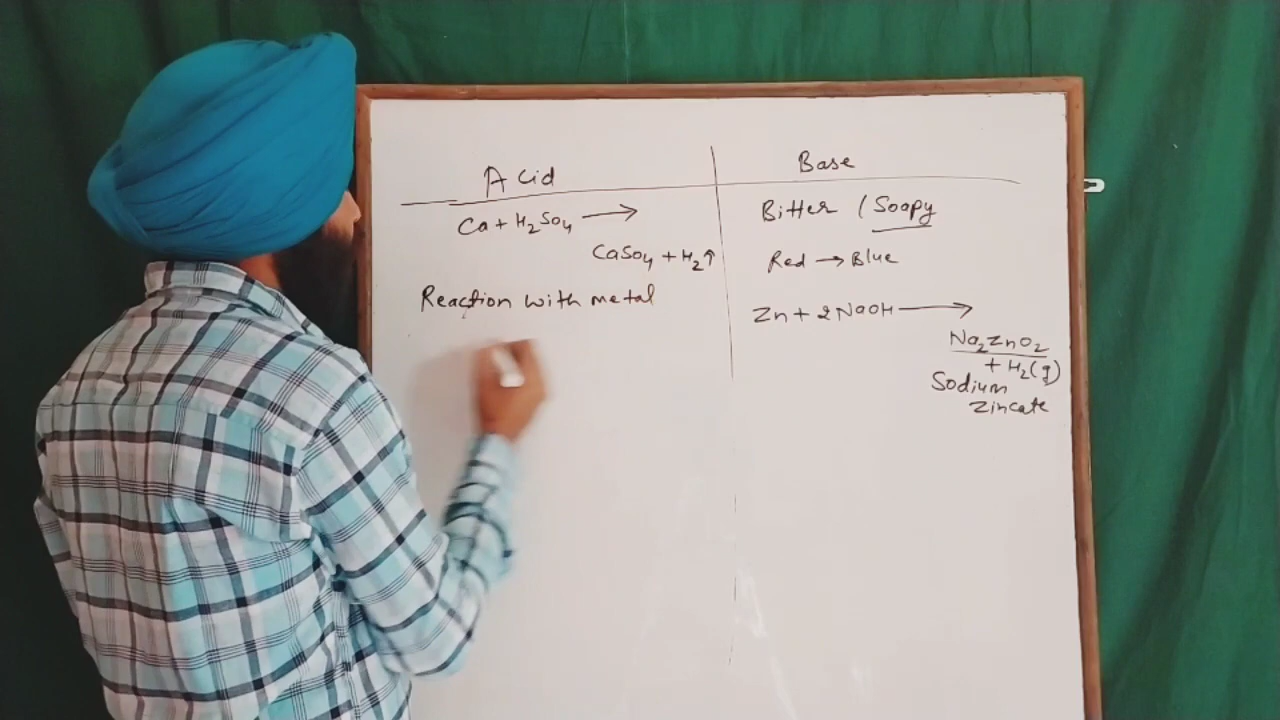 Acid
Ca + H₂SO₄ ⟶
CaSO₄ + H₂↑
Reaction with metal
Base
Bitter / Soapy
Red → Blue
Zn + 2NaOH ⟶
Na₂ZnO₂
+ H₂(g)
Sodium
Zincate